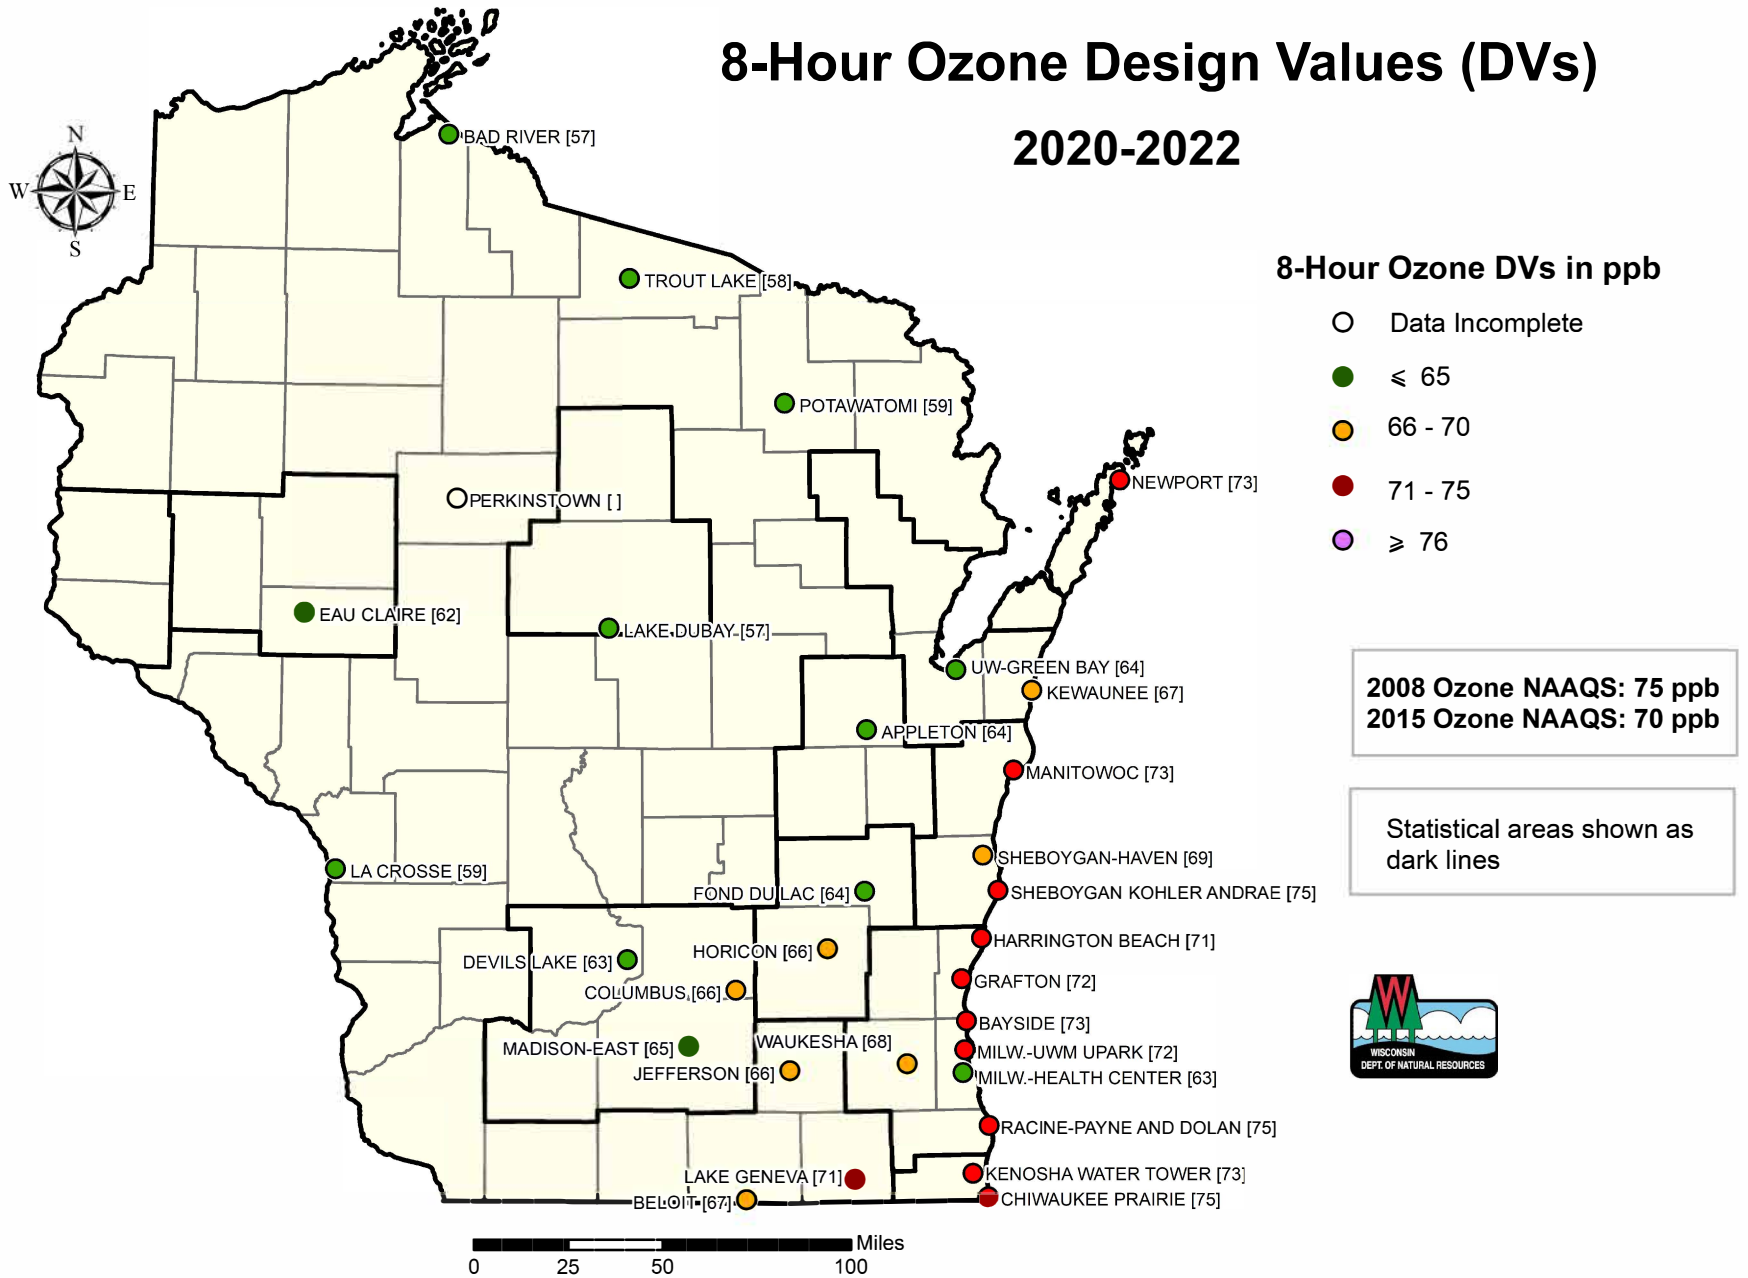 8-Hour Ozone Design Values (DVs)
2020-2022
N
W
E
S
8-Hour Ozone DVs in ppb
Data Incomplete
⩽ 65
66 - 70
71 - 75
⩾ 76
2008 Ozone NAAQS: 75 ppb
2015 Ozone NAAQS: 70 ppb
Statistical areas shown as
dark lines
BAD RIVER [57]
TROUT LAKE [58]
POTAWATOMI [59]
NEWPORT [73]
PERKINSTOWN [ ]
EAU CLAIRE [62]
LAKE DUBAY [57]
UW-GREEN BAY [64]
KEWAUNEE [67]
APPLETON [64]
MANITOWOC [73]
SHEBOYGAN-HAVEN [69]
LA CROSSE [59]
FOND DU LAC [64]
SHEBOYGAN KOHLER ANDRAE [75]
HARRINGTON BEACH [71]
HORICON [66]
DEVILS LAKE [63]
GRAFTON [72]
COLUMBUS [66]
BAYSIDE [73]
WAUKESHA [68]
MADISON-EAST [65]
MILW.-UWM UPARK [72]
JEFFERSON [66]
MILW.-HEALTH CENTER [63]
RACINE-PAYNE AND DOLAN [75]
LAKE GENEVA [71]
KENOSHA WATER TOWER [73]
BELOIT [67]
CHIWAUKEE PRAIRIE [75]
W
WISCONSIN
DEPT. OF NATURAL RESOURCES
Miles
0 25 50 100